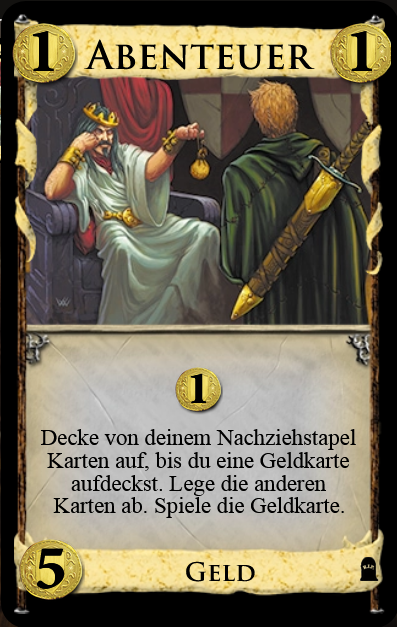 1 ABENTEUER 1
1
Decke von deinem Nachziehstapel
Karten auf, bis du eine Geldkarte
aufdeckst. Lege die anderen
Karten ab. Spiele die Geldkarte.
5 GELD R.I.P.